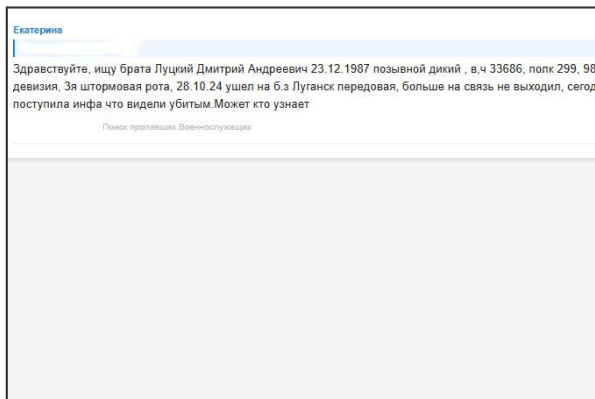 Екатерина
Здравствуйте, ищу брата Луцкий Дмитрий Андреевич 23.12.1987 позывной дикий , в,ч 33686, полк 299, 98
девизия, 3я штормовая рота, 28.10.24 ушел на б.з Луганск передовая, больше на связь не выходил,
поступила инфа что видели убитым.Может кто узнает
Поиск пропавших Военнослужащих